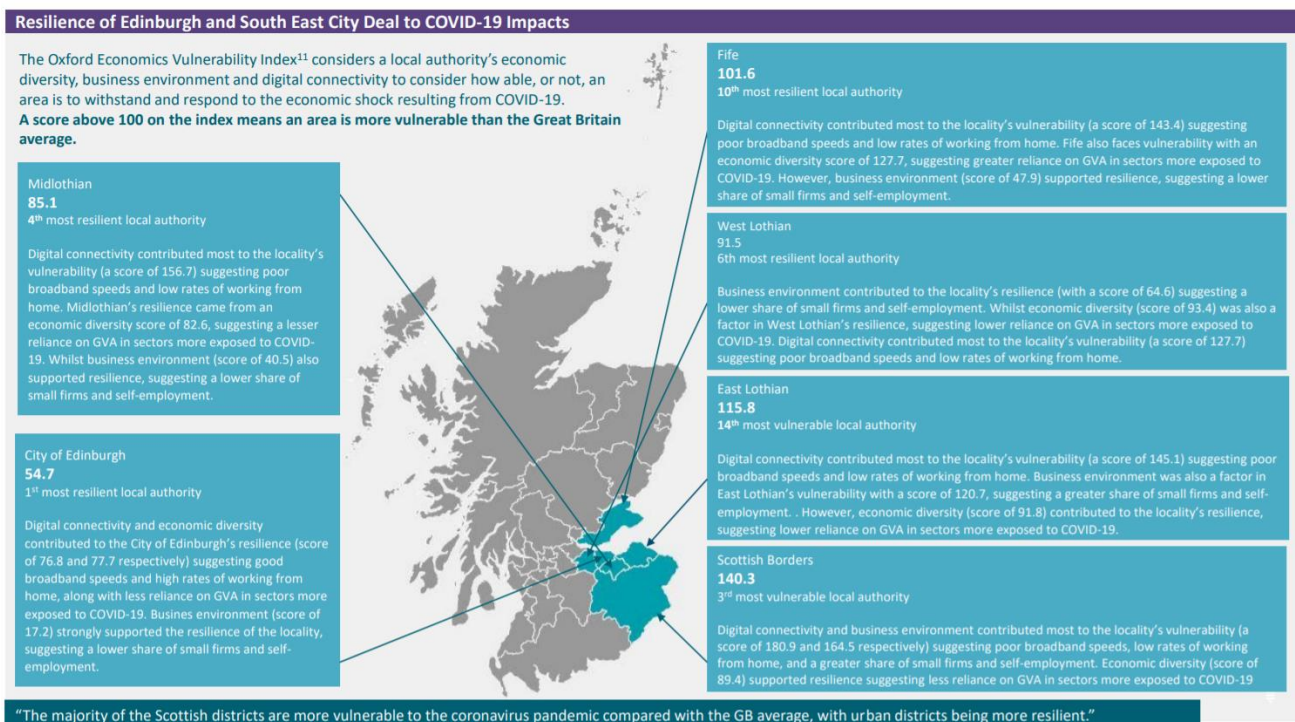 Resilience of Edinburgh and South East City Deal to COVID-19 Impacts
The Oxford Economics Vulnerability Index11 considers a local authority's economic
diversity, business environment and digital connectivity to consider how able, or not, an
area is to withstand and respond to the economic shock resulting from COVID-19.
A score above 100 on the index means an area is more vulnerable than the Great Britain
average.
Midlothian
85.1
4th most resilient local authority
Digital connectivity contributed most to the locality's
vulnerability (a score of 156.7) suggesting poor
broadband speeds and low rates of working from
home. Midlothian's resilience came from an
economic diversity score of 82.6, suggesting a lesser
reliance on GVA in sectors more exposed to COVID-
19. Whilst business environment (score of 40.5) also
supported resilience, suggesting a lower share of
small firms and self-employment.
City of Edinburgh
54.7
1st most resilient local authority
Digital connectivity and economic diversity
contributed to the City of Edinburgh's resilience (score
of 76.8 and 77.7 respectively) suggesting good
broadband speeds and high rates of working from
home, along with less reliance on GVA in sectors more
exposed to COVID-19. Busines environment (score of
17.2) strongly supported the resilience of the locality,
suggesting a lower share of small firms and self-
employment.
Fife
101.6
10th most resilient local authority
Digital connectivity contributed most to the locality's vulnerability (a score of 143.4) suggesting
poor broadband speeds and low rates of working from home. Fife also faces vulnerability with an
economic diversity score of 127.7, suggesting greater reliance on GVA in sectors more exposed to
COVID-19. However, business environment (score of 47.9) supported resilience, suggesting a lower
share of small firms and self-employment.
West Lothian
91.5
6th most resilient local authority
Business environment contributed to the locality's resilience (with a score of 64.6) suggesting a
lower share of small firms and self-employment. Whilst economic diversity (score of 93.4) was also a
factor in West Lothian's resilience, suggesting lower reliance on GVA in sectors more exposed to
COVID-19. Digital connectivity contributed most to the locality's vulnerability (a score of 127.7)
suggesting poor broadband speeds and low rates of working from home.
East Lothian
115.8
14th most vulnerable local authority
Digital connectivity contributed most to the locality's vulnerability (a score of 145.1) suggesting poor
broadband speeds and low rates of working from home. Business environment was also a factor in
East Lothian's vulnerability with a score of 120.7, suggesting a greater share of small firms and self-
employment. . However, economic diversity (score of 91.8) contributed to the locality's resilience,
suggesting lower reliance on GVA in sectors more exposed to COVID-19.
Scottish Borders
140.3
3rd most vulnerable local authority
Digital connectivity and business environment contributed most to the locality's vulnerability (a
score of 180.9 and 164.5 respectively) suggesting poor broadband speeds, low rates of working
from home, and a greater share of small firms and self-employment. Economic diversity (score of
89.4) supported resilience suggesting less reliance on GVA in sectors more exposed to COVID-19
"The majority of the Scottish districts are more vulnerable to the coronavirus pandemic compared with the GB average, with urban districts being more resilient."